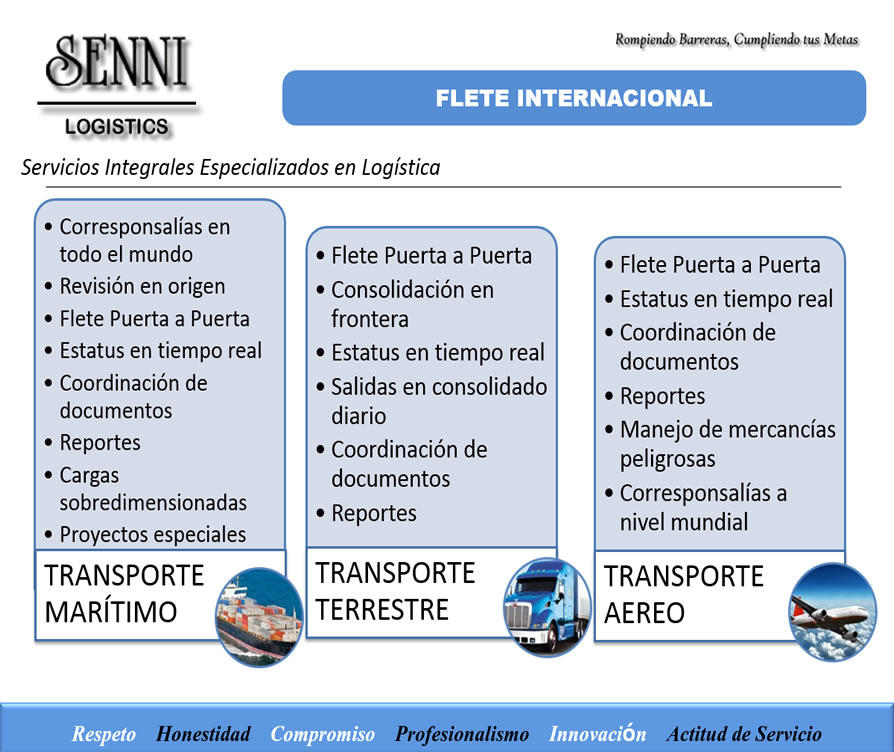 SENNI
LOGISTICS
Rompiendo Barreras, Cumpliendo tus Metas
FLETE INTERNACIONAL
Servicios Integrales Especializados en Logística
• Corresponsalías en
todo el mundo
• Revisión en origen
• Flete Puerta a Puerta
• Estatus en tiempo real
• Coordinación de
documentos
• Reportes
• Cargas
sobredimensionadas
• Proyectos especiales
TRANSPORTE
MARÍTIMO
• Flete Puerta a Puerta
• Consolidación en
frontera
• Estatus en tiempo real
• Salidas en consolidado
diario
• Coordinación de
documentos
• Reportes
TRANSPORTE
TERRESTRE
• Flete Puerta a Puerta
• Estatus en tiempo real
• Coordinación de
documentos
• Reportes
• Manejo de mercancías
peligrosas
• Corresponsalías a
nivel mundial
TRANSPORTE
AEREO
Respeto Honestidad Compromiso Profesionalismo Innovación Actitud de Servicio